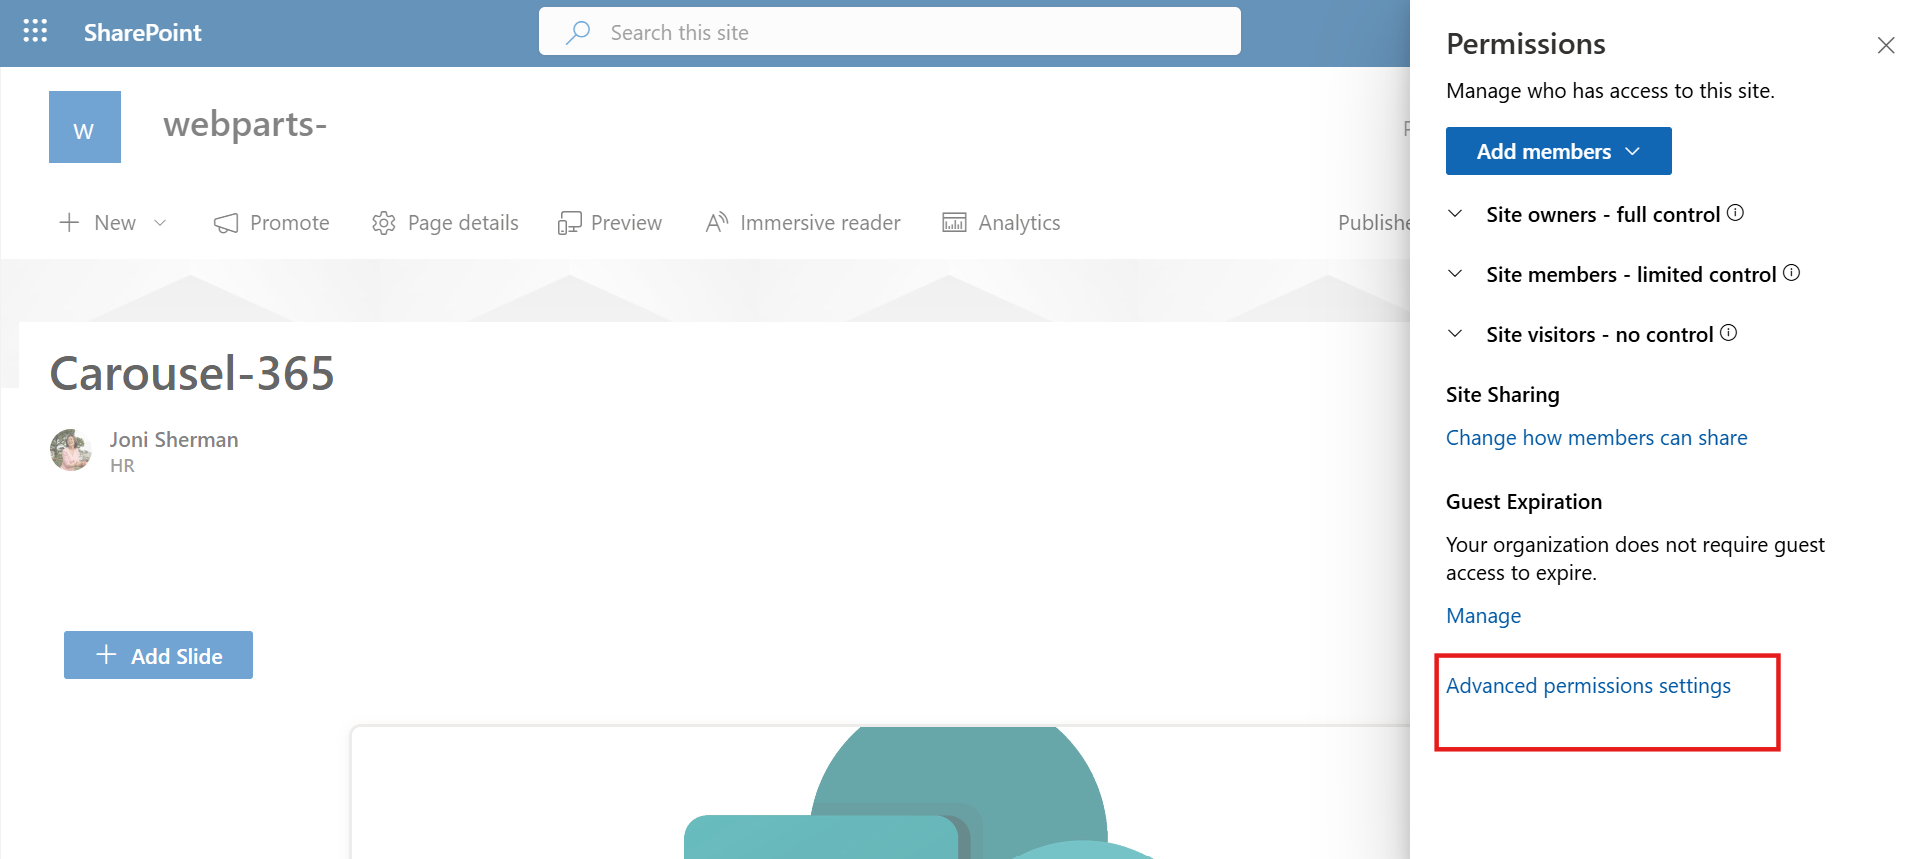 SharePoint
Search this site
W
webparts-
New
Promote
Page details
Preview
Immersive reader
Analytics
Carousel-365
Joni Sherman
HR
Add Slide
Permissions
Manage who has access to this site.
Add members
Site owners - full control
Site members - limited control
Site visitors - no control
Site Sharing
Change how members can share
Guest Expiration
Your organization does not require guest
access to expire.
Manage
Advanced permissions settings